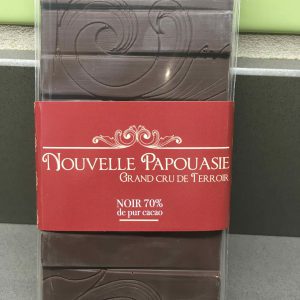 Nouvelle Papouasie
Grand cru de Terroir
NOIR 70%
de pur cacao